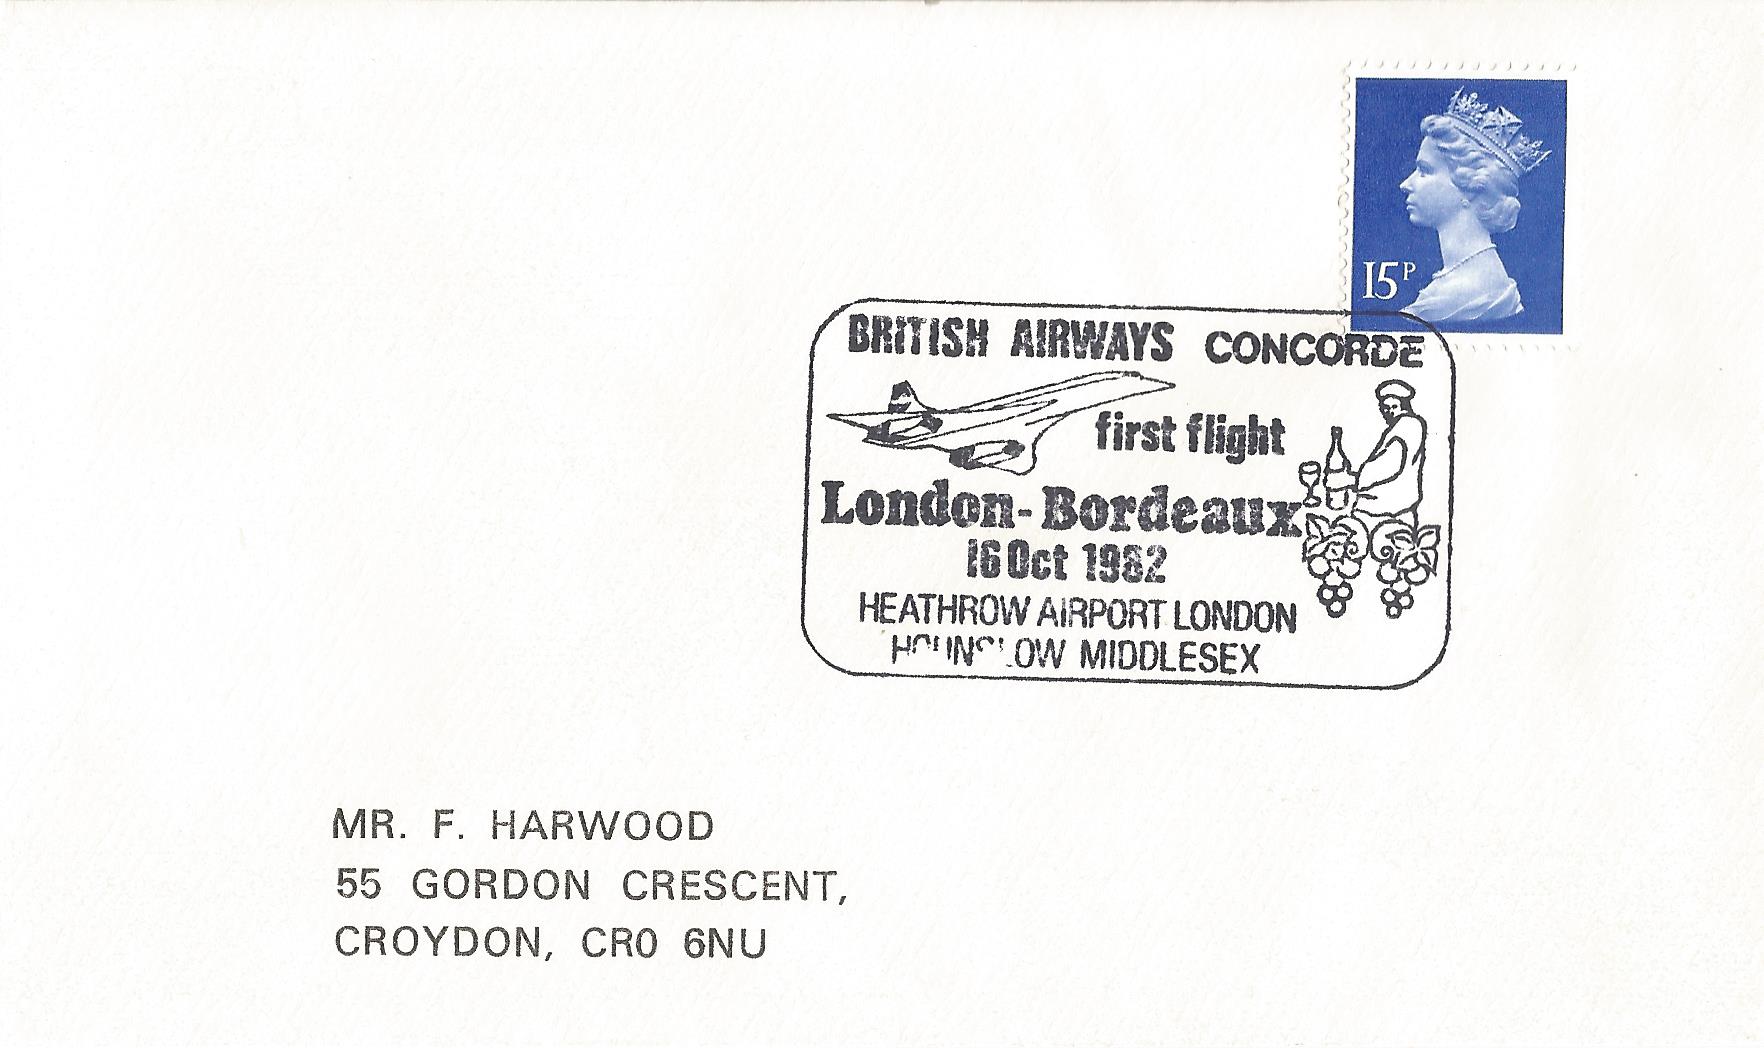 15P
BRITISH AIRWAYS CONCORDE
first flight
London-Bordeaux
16 Oct 1982
HEATHROW AIRPORT LONDON
HOUNSLOW MIDDLESEX
MR. F. HARWOOD
55 GORDON CRESCENT,
CROYDON, CR0 6NU